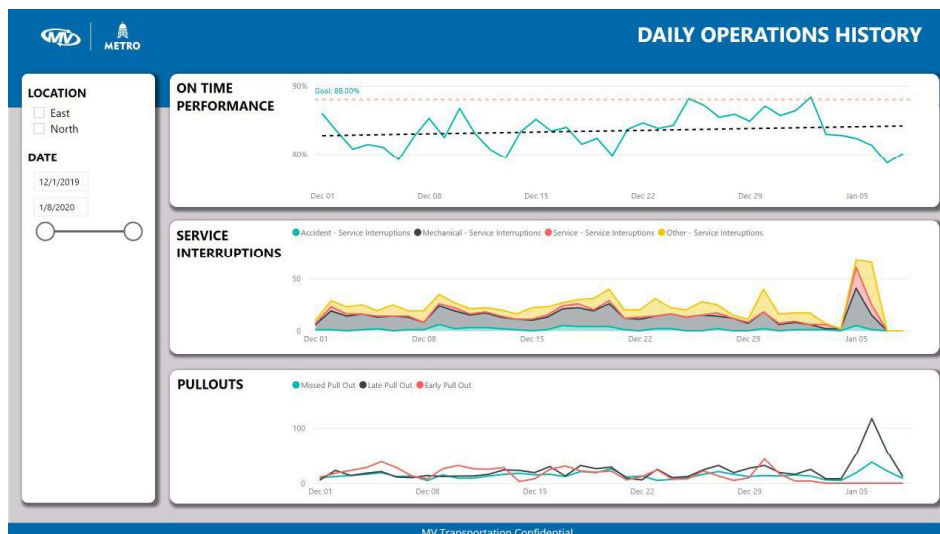 MV
METRO
DAILY OPERATIONS HISTORY
LOCATION
East
North
DATE
12/1/2019
1/8/2020
ON TIME
PERFORMANCE
90%
Goal: 88.00%
80%
Dec 01
Dec 08
Dec 15
Dec 22
Dec 29
Jan 05
SERVICE
INTERRUPTIONS
Accident - Service Interruptions
Mechanical - Service Interruptions
Service - Service Interruptions
Other - Service Interruptions
50
0
Dec 01
Dec 08
Dec 15
Dec 22
Dec 29
Jan 05
PULLOUTS
Missed Pull Out
Late Pull Out
Early Pull Out
100
0
Dec 01
Dec 08
Dec 15
Dec 22
Dec 29
Jan 05
MV Transportation Confidential